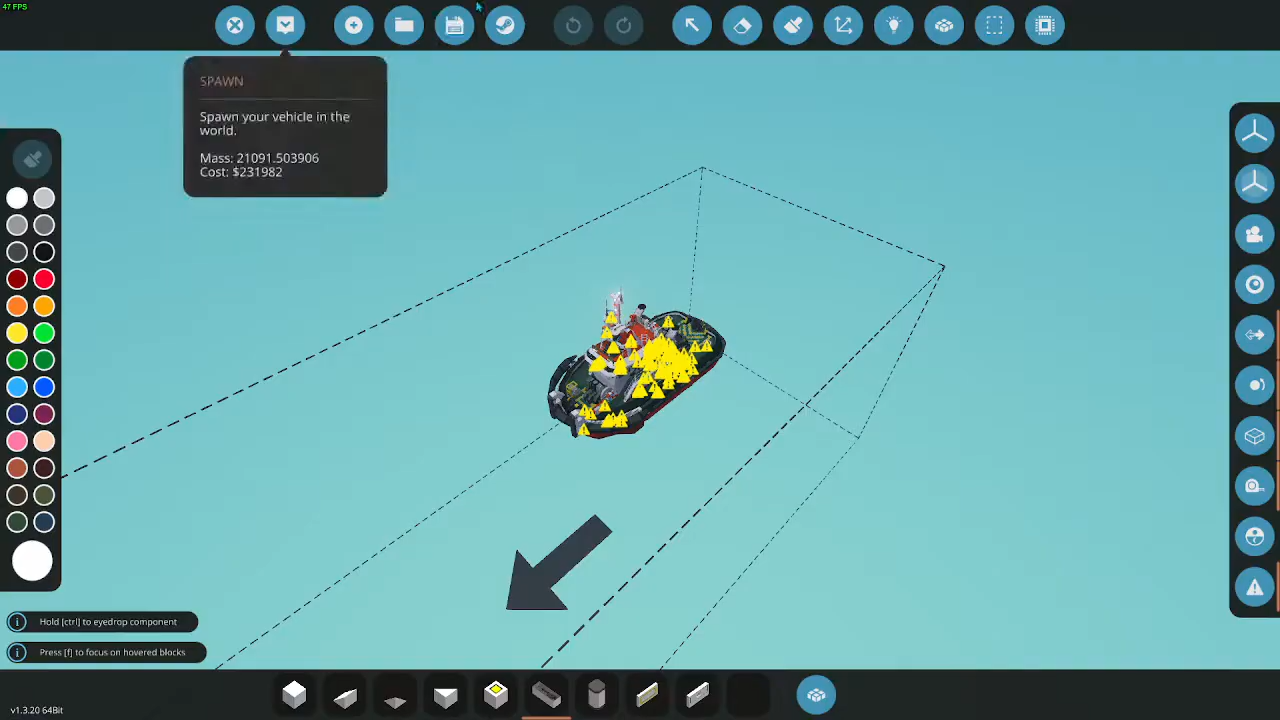 47 FPS
SPAWN
Spawn your vehicle in the
world.
Mass: 21091.503906
Cost: $231982
Hold [ctrl] to eyedrop component
Press [f] to focus on hovered blocks
v1.3.20 64Bit